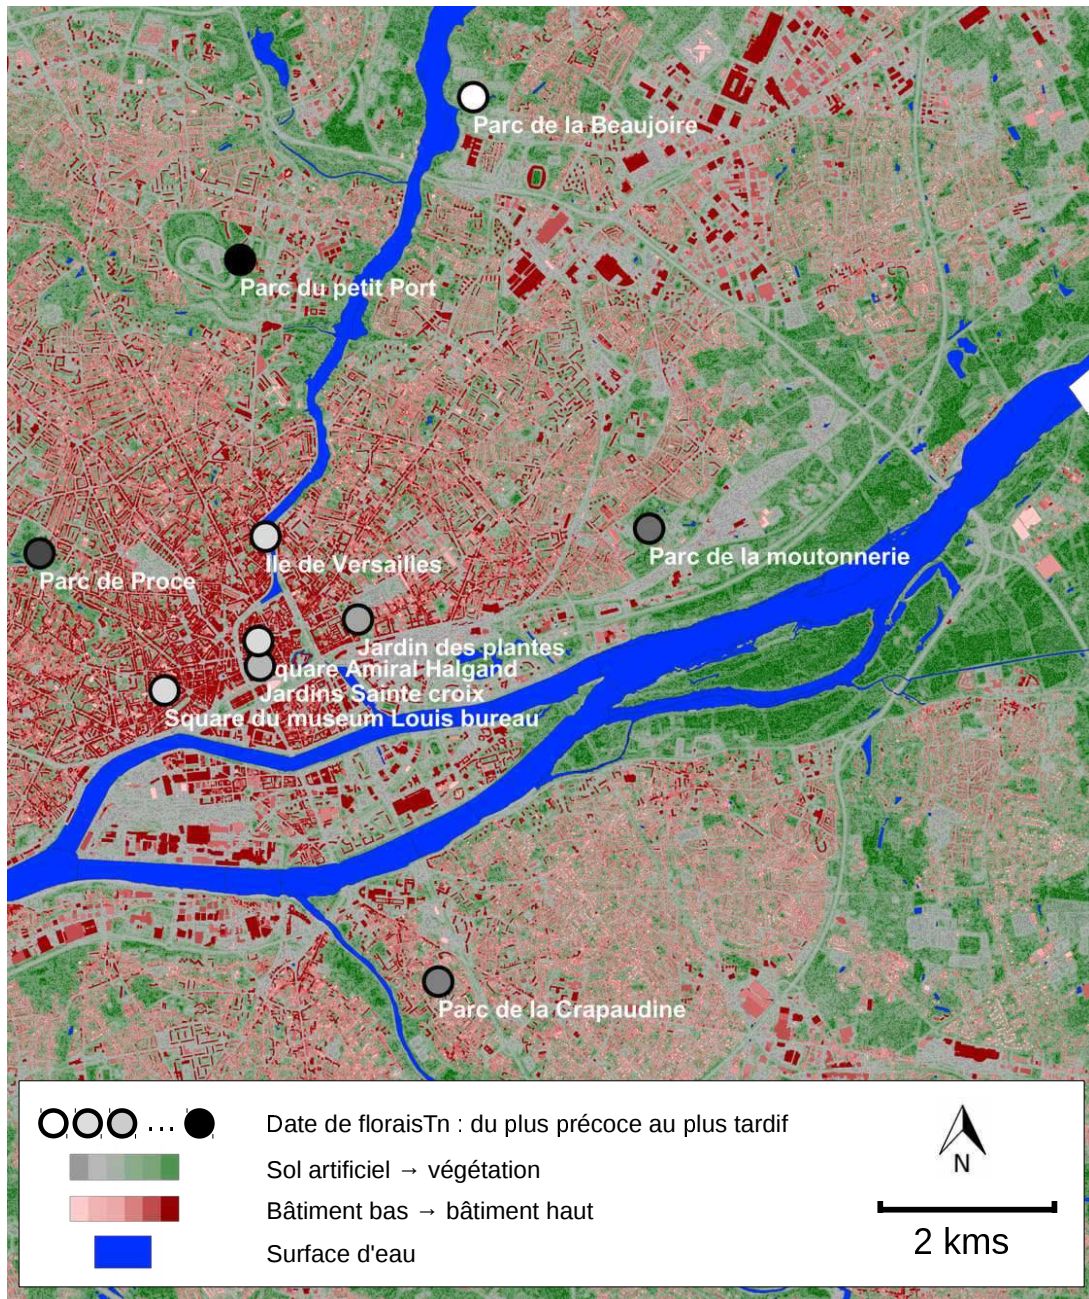 Parc de la Beaujoire
Parc du petit Port
Île de Versailles
Parc de la moutonnerie
Parc de Proce
Jardin des plantes
quare Amiral Halgand
Jardins Sainte croix
Square du museum Louis bureau
Parc de la Crapaudine
... Date de floraisTn : du plus précoce au plus tardif
Sol artificiel → végétation
Bâtiment bas → bâtiment haut
Surface d'eau
N
2 kms